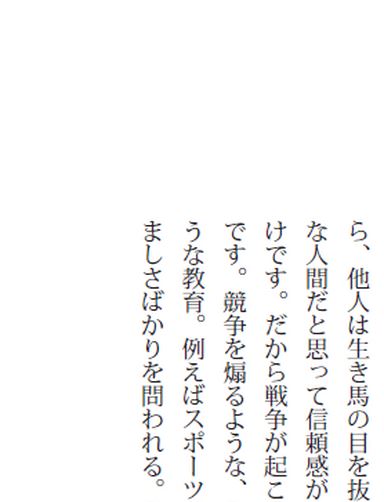 ら、他人は生き馬の目を抜
な人間だと思って信頼感が
けです。だから戦争が起こ
です。競争を煽るような、
うな教育。例えばスポーツ
ましさばかりを問われる。